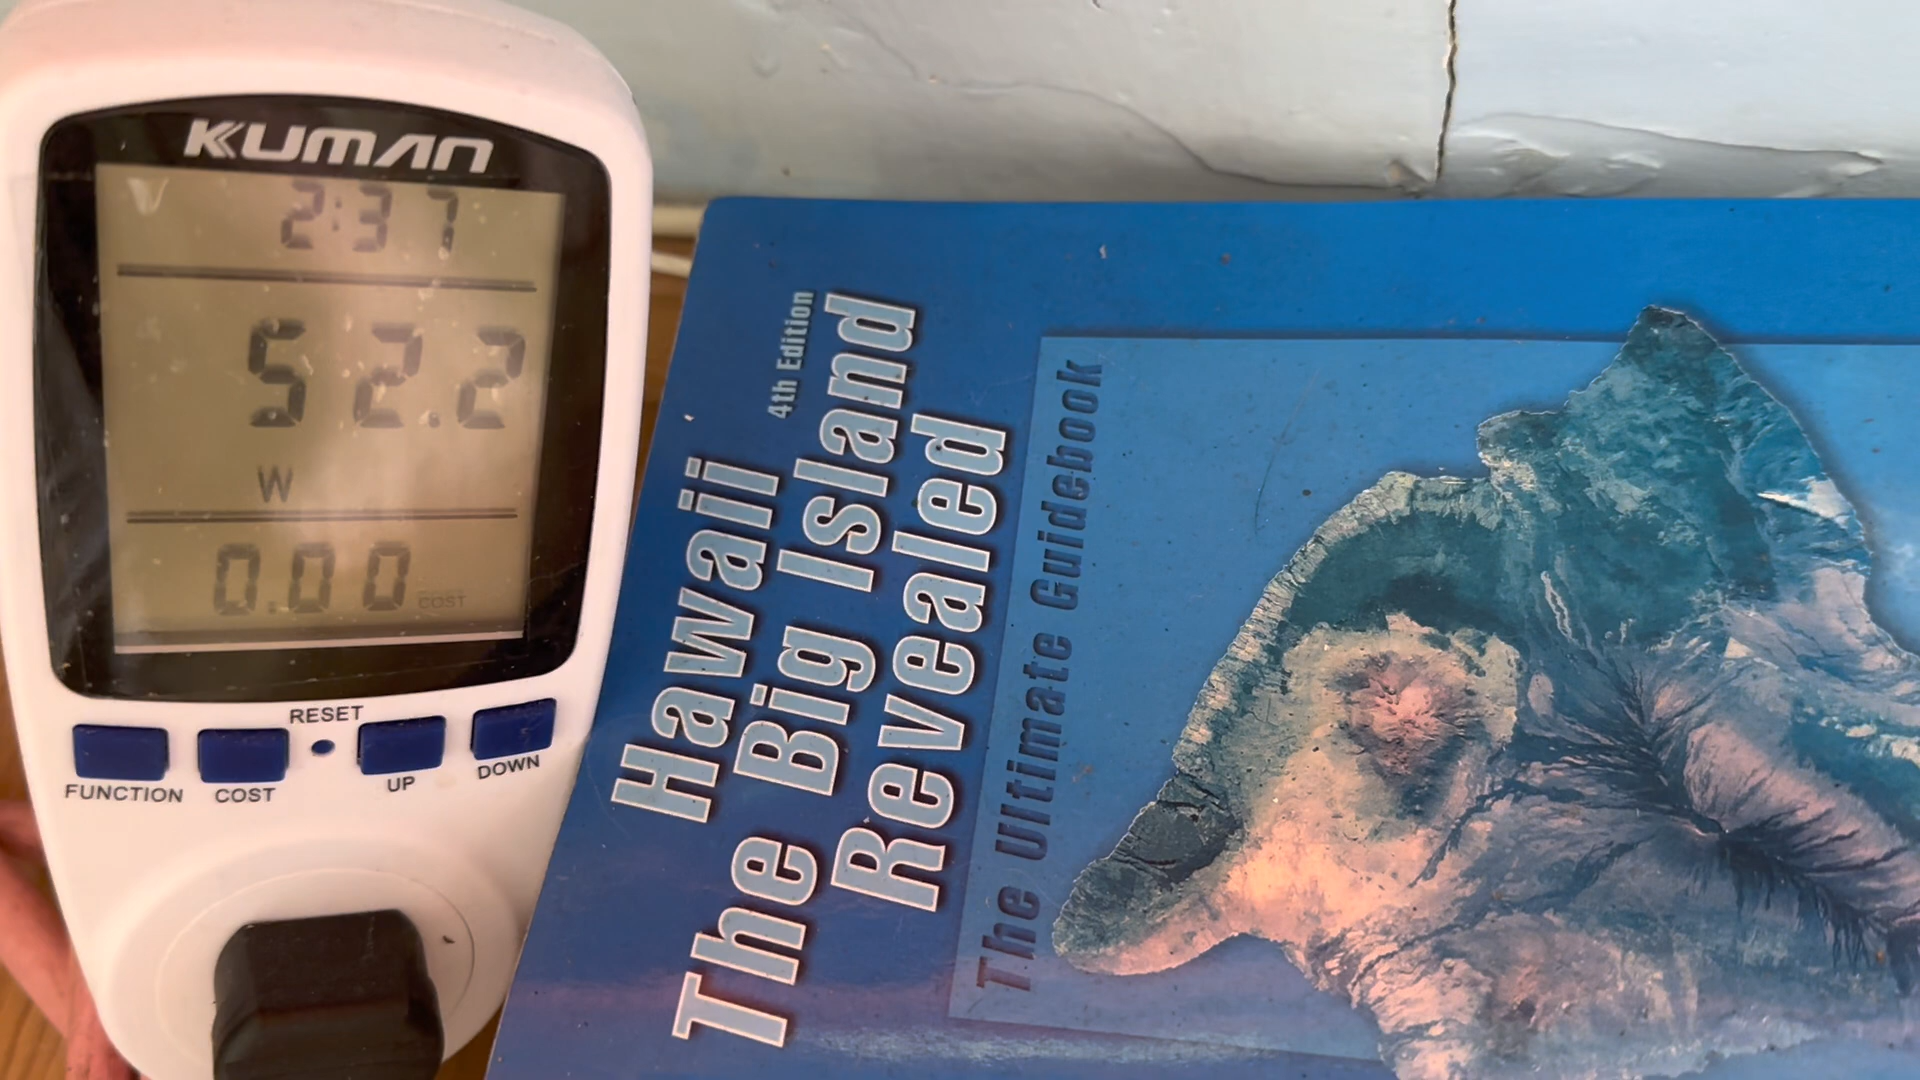 KUMAN
2:37
52.2
W
0.00 COST
RESET
FUNCTION COST UP DOWN
4th Edition
Hawaii
The Big Island
Revealed
The Ultimate Guidebook